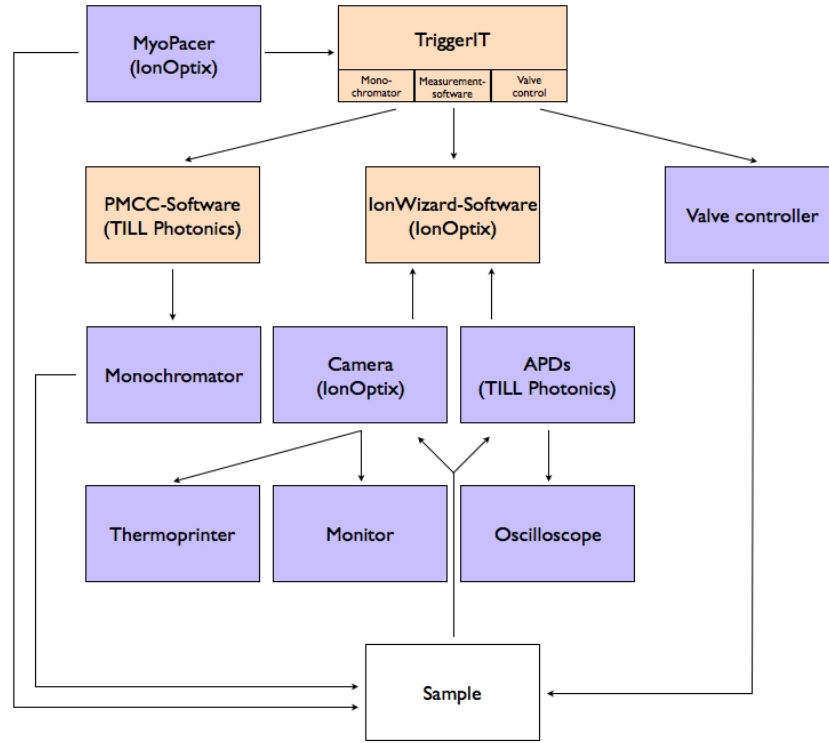 MyoPacer
(IonOptix)
TriggerIT
Mono-
chromator
Measurement-
software
Valve
control
PMCC-Software
(TILL Photonics)
IonWizard-Software
(IonOptix)
Valve controller
Monochromator
Camera
(IonOptix)
APDs
(TILL Photonics)
Thermoprinter
Monitor
Oscilloscope
Sample